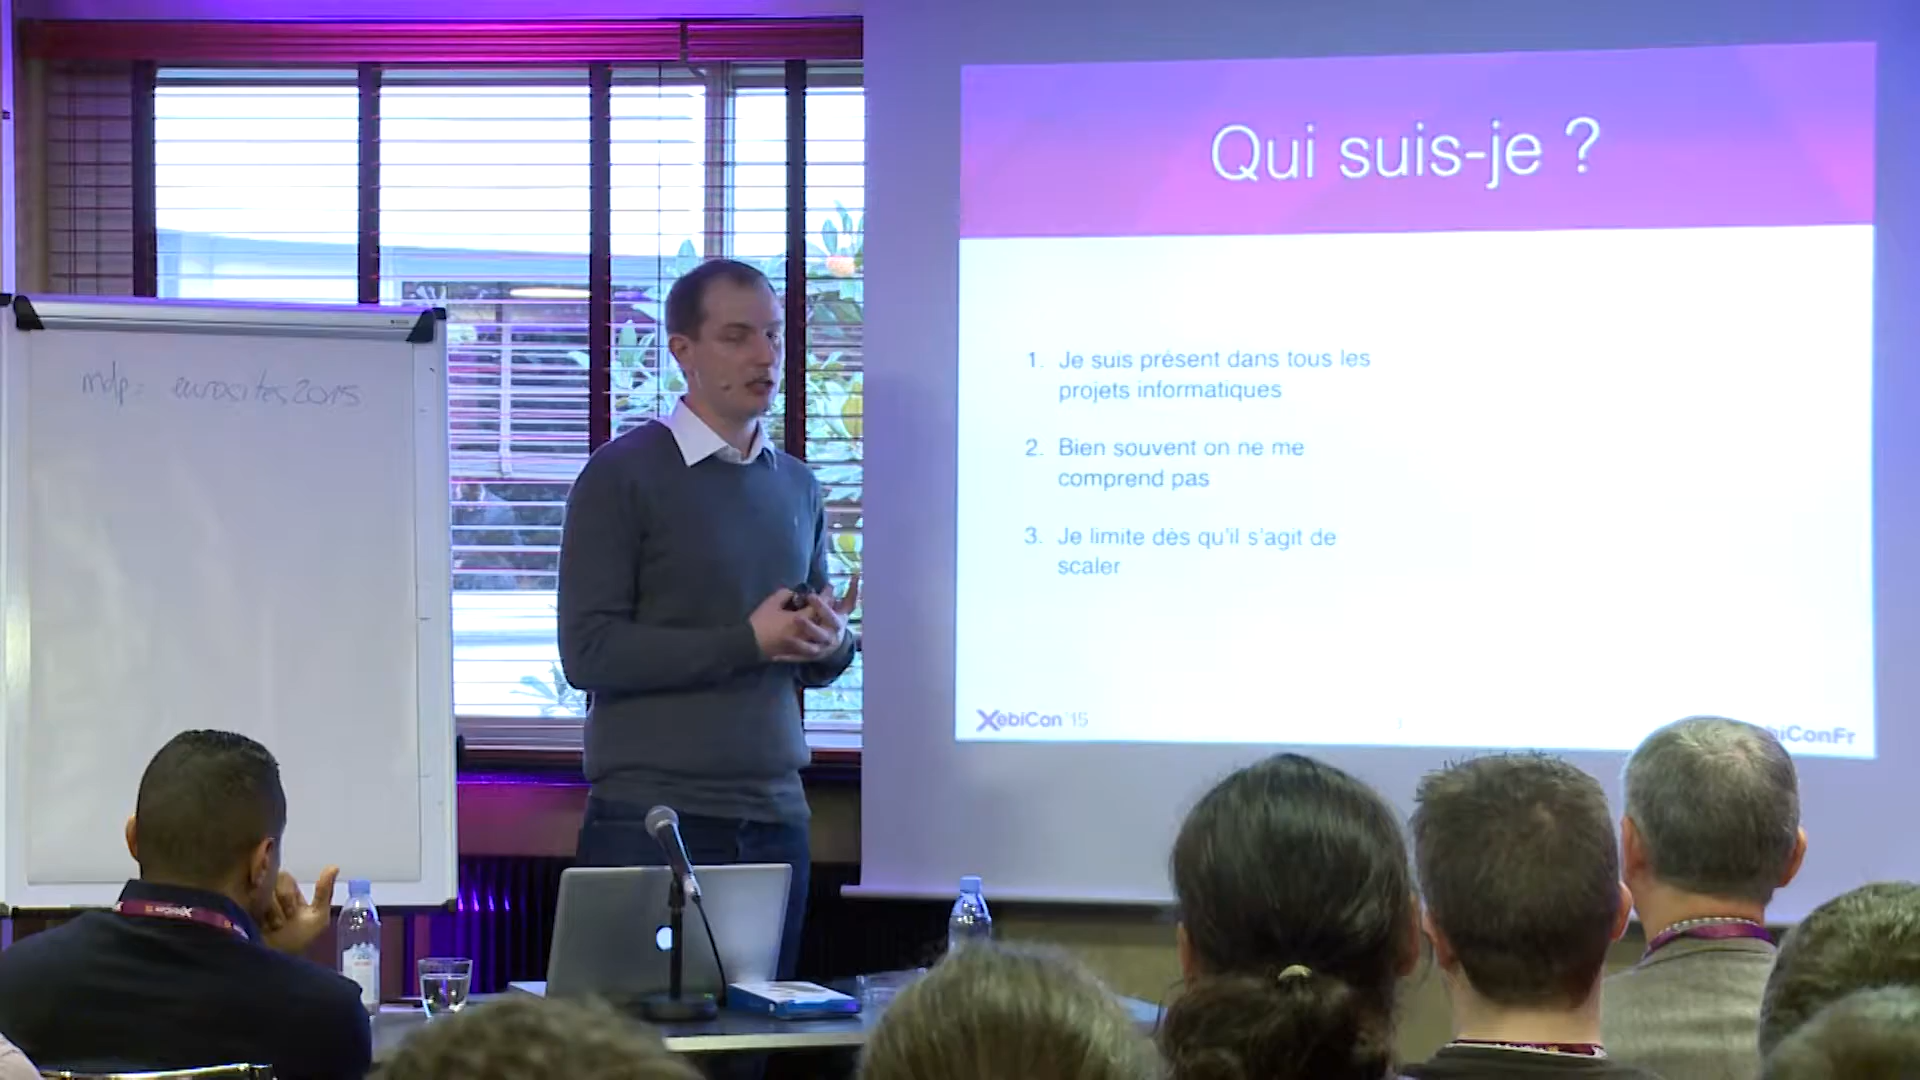 mdp: eurosites2015
Qui suis-je ?
1. Je suis présent dans tous les
projets informatiques
2. Bien souvent on ne me
comprend pas
3. Je limite dès qu'il s'agit de
scaler
XebiCon'15
biConFr